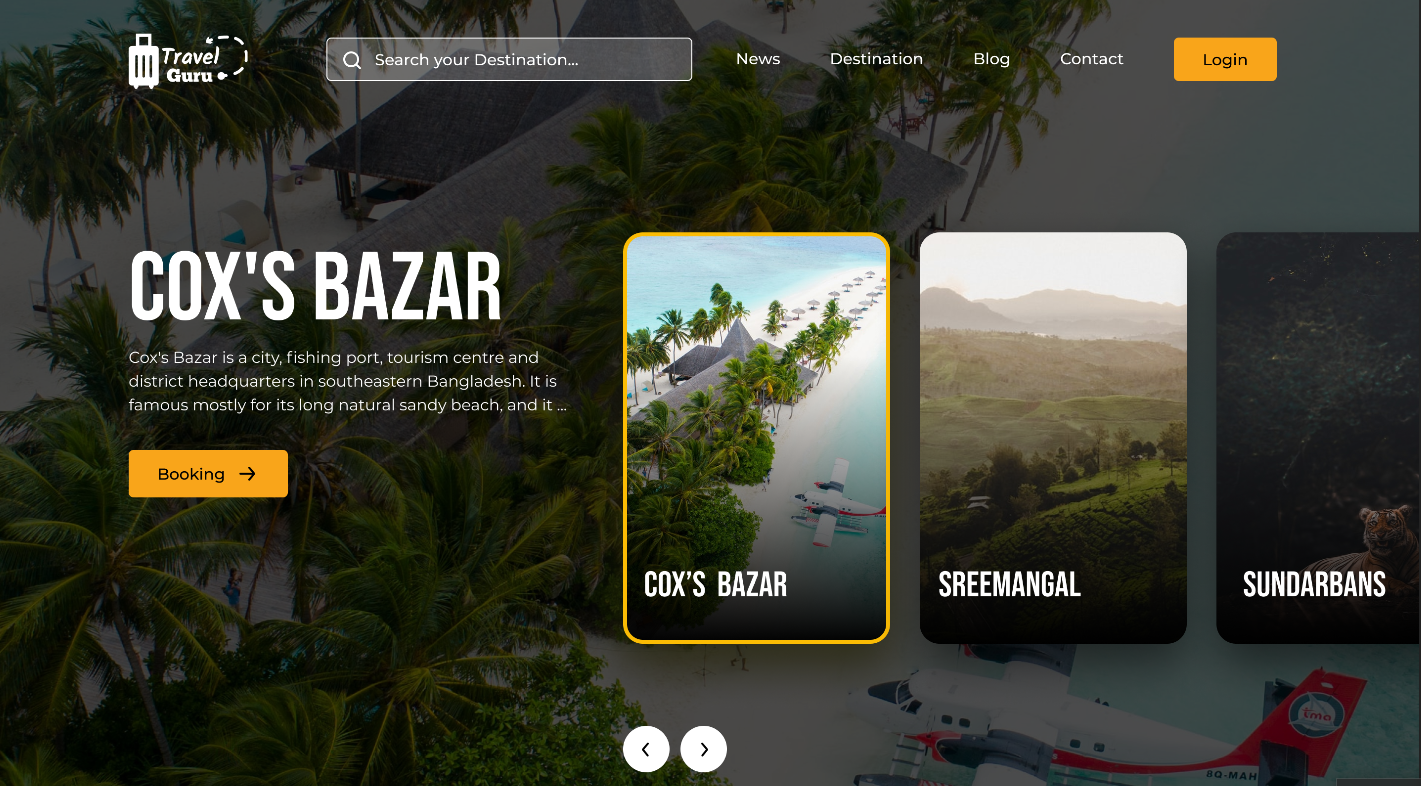 Travel
Guru
Search your Destination...
News
Destination
Blog
Contact
Login
COX'S BAZAR
Cox's Bazar is a city, fishing port, tourism centre and
district headquarters in southeastern Bangladesh. It is
famous mostly for its long natural sandy beach, and it ...
Booking
COX’S BAZAR
SREEMANGAL
SUNDARBANS
tma
8Q-MAH